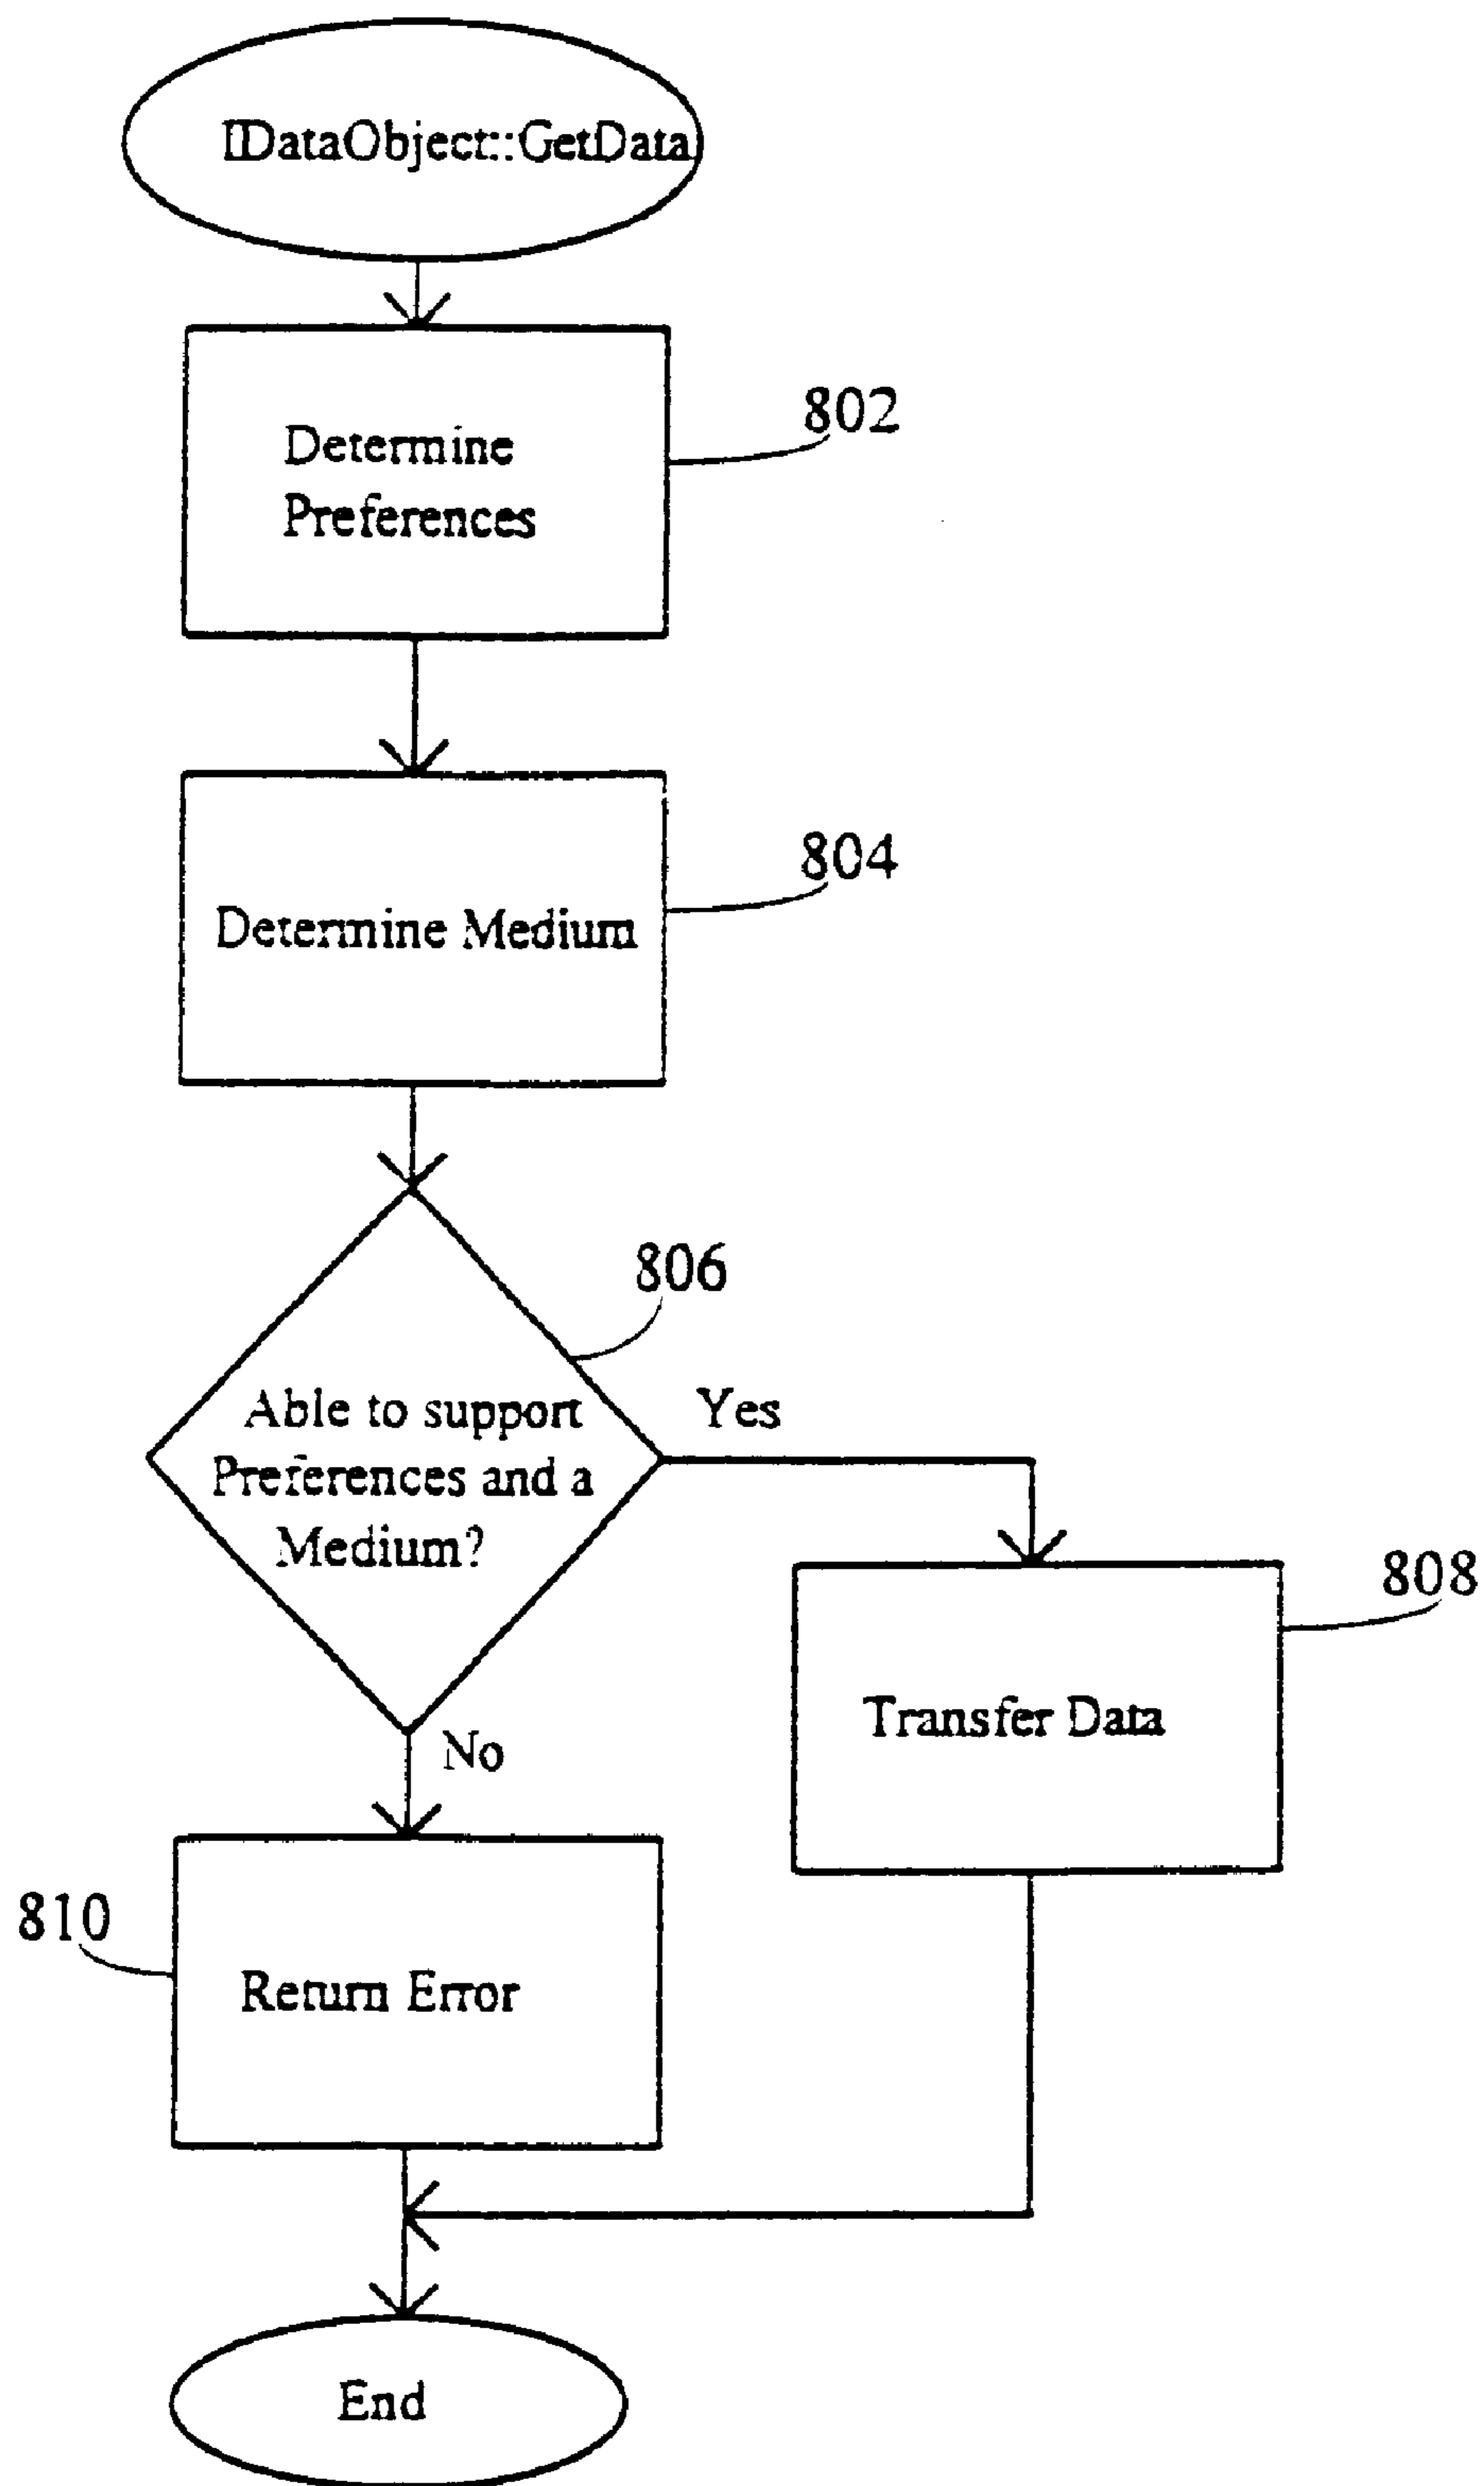 IDataObject::GetData
802
Determine
Preferences
804
Determine Medium
806
Able to support
Preferences and a
Medium?
Yes
808
Transfer Data
No
810
Return Error
End